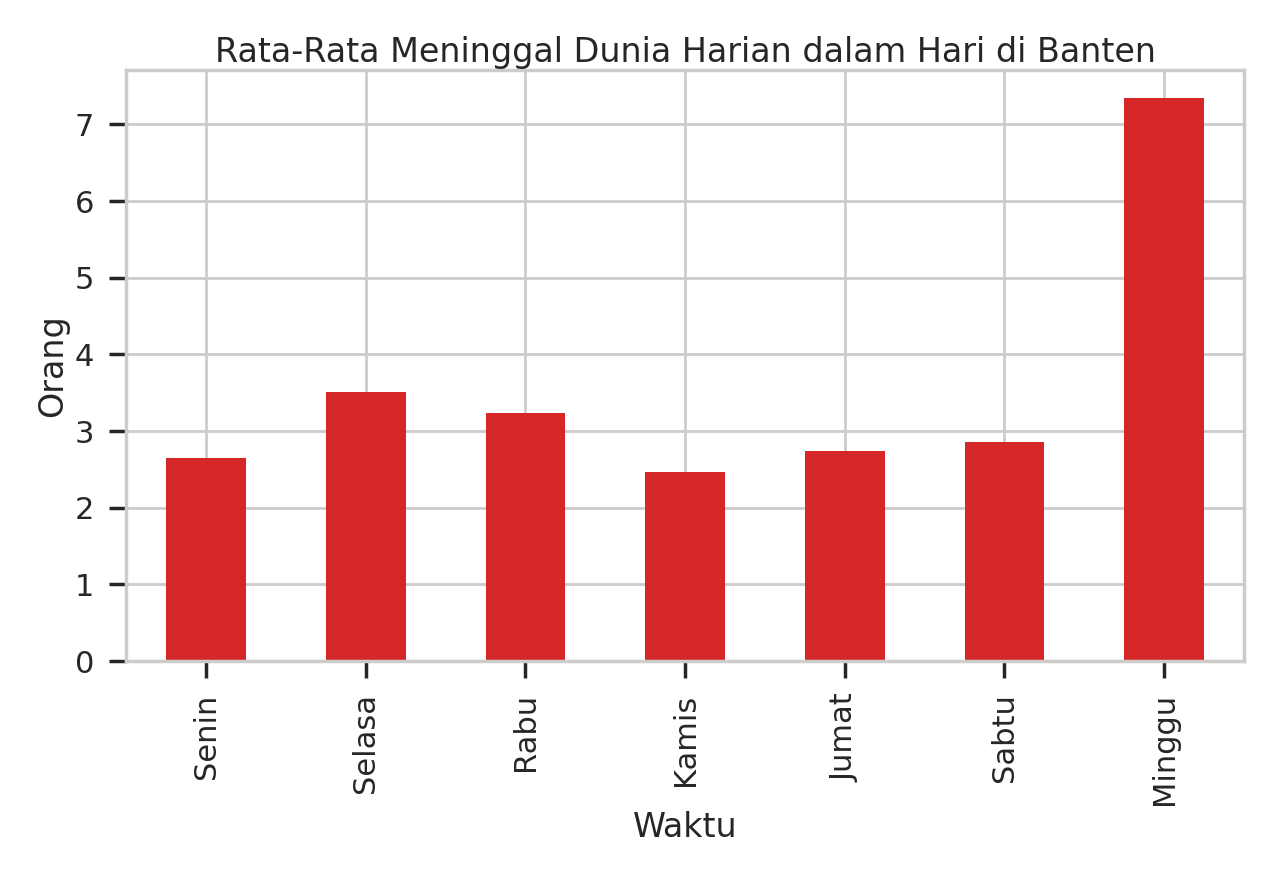 Rata-Rata Meninggal Dunia Harian dalam Hari di Banten
7
6
5
4
3
2
1
0
Orang
Senin
Selasa
Rabu
Kamis
Jumat
Sabtu
Minggu
Waktu